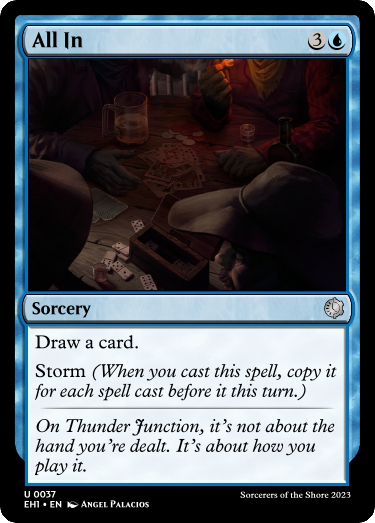 All In
3
Sorcery
Draw a card.
Storm (When you cast this spell, copy it
for each spell cast before it this turn.)
On Thunder Junction, it's not about the
hand you're dealt. It's about how you
play it.
U 0037
EH1 • EN Angel Palacios
Sorcerers of the Shore 2023